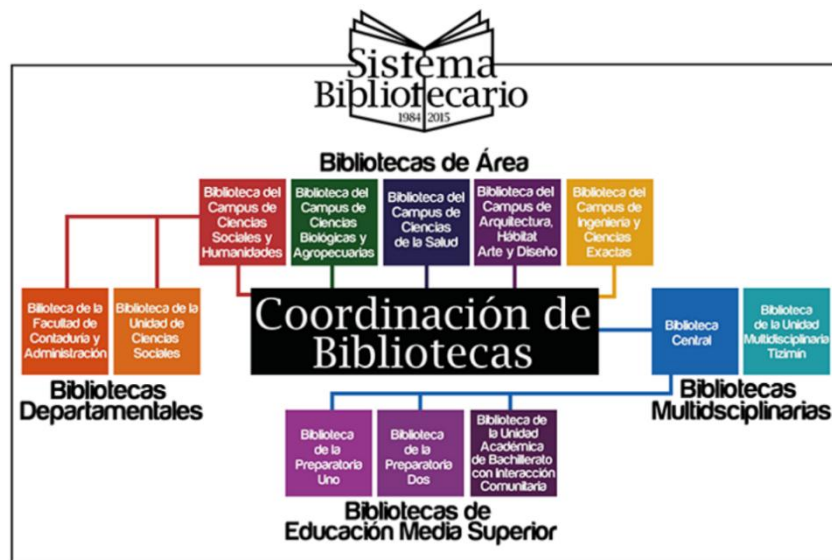 Sistema
Bibliotecario
1984 2015
Bibliotecas de Área
Biblioteca del
Campus de
Ciencias
Sociales y
Humanidades
Biblioteca del
Campus de
Ciencias
Biológicas y
Agropecuarias
Biblioteca del
Campus de
Ciencias
de la Salud
Biblioteca del
Campus de
Arquitectura,
Hábitat
Arte y Diseño
Biblioteca del
Campus de
Ingeniería y
Ciencias
Exactas
Bilioteca de la
Facultad de
Contaduría y
Administración
Biblioteca de la
Unidad de
Ciencias
Sociales
Bibliotecas
Departamentales
Coordinación de
Bibliotecas
Biblioteca
Central
Biblioteca
de la Unidad
Multidisciplinaria
Tizimín
Bibliotecas
Multidsciplinarias
Biblioteca
de la
Preparatoria
Uno
Biblioteca
de la
Preparatoria
Dos
Biblioteca de
la Unidad
Académica
de Bachillerato
con Interacción
Comunitaria
Bibliotecas de
Educación Media Superior